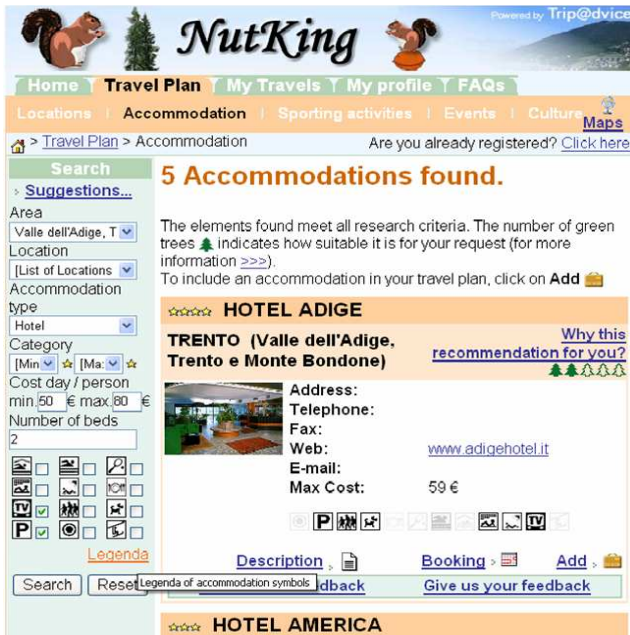 Powered by Trip@dvice
NutKing
Home Travel Plan My Travels My profile FAQs
Locations | Accommodation | Sporting activities | Events | Culture
Maps
> Travel Plan > Accommodation
Are you already registered? Click here
Search
> Suggestions...
Area
Valle dell'Adige, T
Location
[List of Locations
Accommodation
type
Hotel
Category
[Min [Ma:
Cost day / person
min. 50 € max. 80 €
Number of beds
2
TV
P
Legenda
Search Reset
Legenda of accommodation symbols
5 Accommodations found.
The elements found meet all research criteria. The number of green
trees indicates how suitable it is for your request (for more
information >>>).
To include an accommodation in your travel plan, click on Add
HOTEL ADIGE
TRENTO (Valle dell'Adige,
Trento e Monte Bondone)
Why this
recommendation for you?
Address:
Telephone:
Fax:
Web: www.adigehotel.it
E-mail:
Max Cost: 59 €
P TV
Description > Booking > Add >
dback Give us your feedback
HOTEL AMERICA